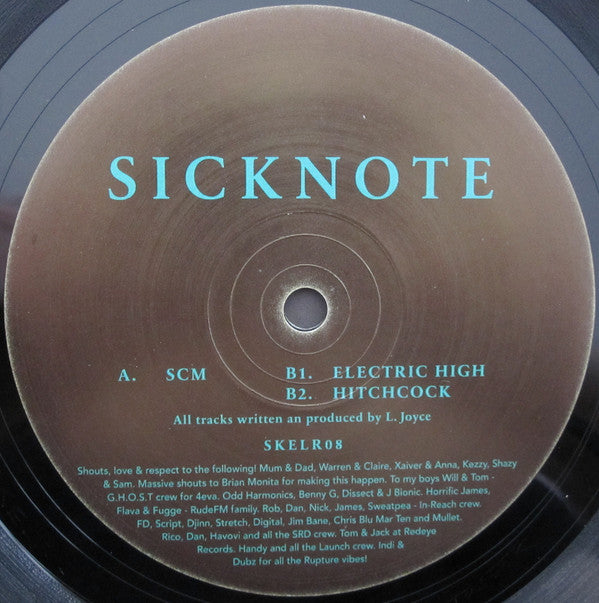 SICKNOTE
A. SCM B1. ELECTRIC HIGH
B2. HITCHCOCK
All tracks written an produced by L. Joyce
SKELR08
Shouts, love & respect to the following! Mum & Dad, Warren & Claire, Xaiver & Anna, Kezzy, Shazy
& Sam. Massive shouts to Brian Monita for making this happen. To my boys Will & Tom -
G.H.O.S.T crew for 4eva. Odd Harmonics, Benny G, Dissect & J Bionic. Horrific James,
Flava & Fugge - RudeFM family. Rob, Dan, Nick, James, Sweatpea - In-Reach crew.
FD, Script, Djinn, Stretch, Digital, Jim Bane, Chris Blu Mar Ten and Mullet.
Rico, Dan, Havovi and all the SRD crew. Tom & Jack at Redeye
Records. Handy and all the Launch crew. Indi &
Dubz for all the Rupture vibes!